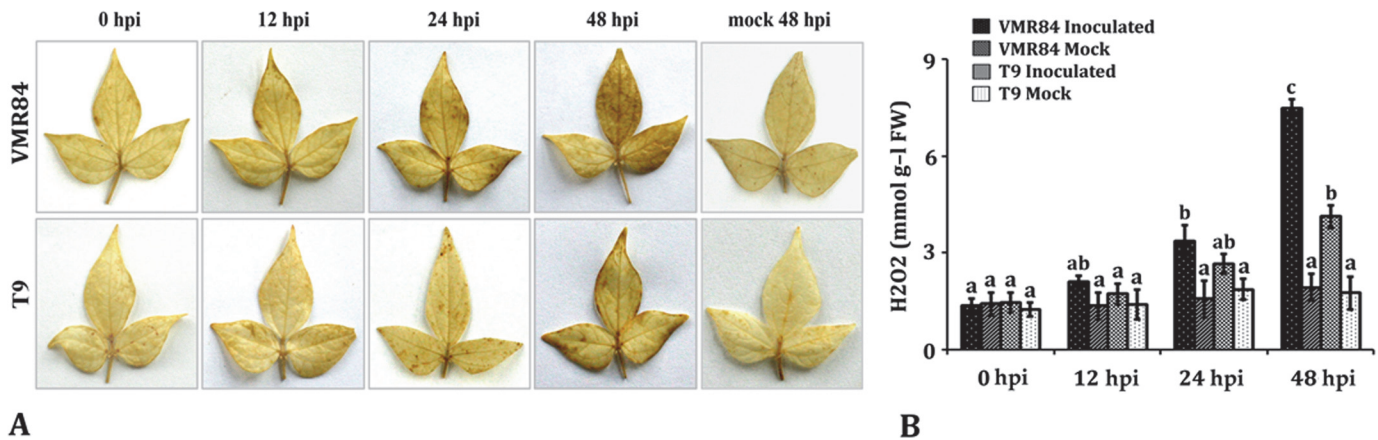 0 hpi 12 hpi 24 hpi 48 hpi mock 48 hpi
VMR84
T9
A
VMR84 Inoculated
VMR84 Mock
T9 Inoculated
T9 Mock
H2O2 (mmol g–l FW)
9
6
3
0
a a a a
ab a a a
b a ab a
c a b a
0 hpi 12 hpi 24 hpi 48 hpi
B